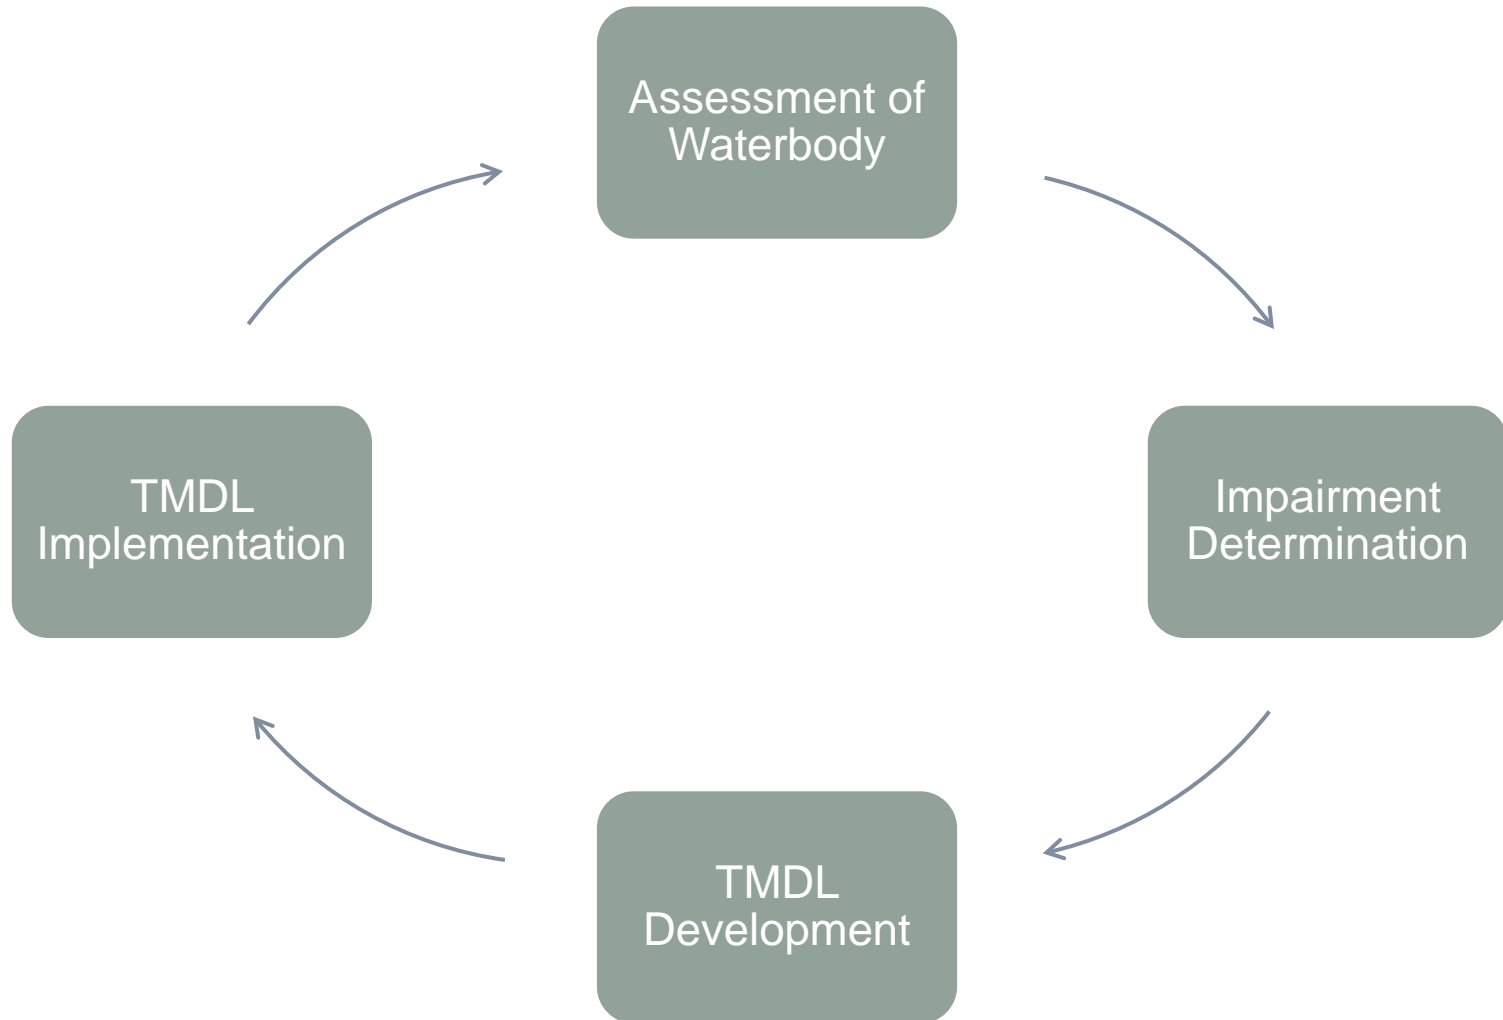 Assessment of
Waterbody
Impairment
Determination
TMDL
Development
TMDL
Implementation